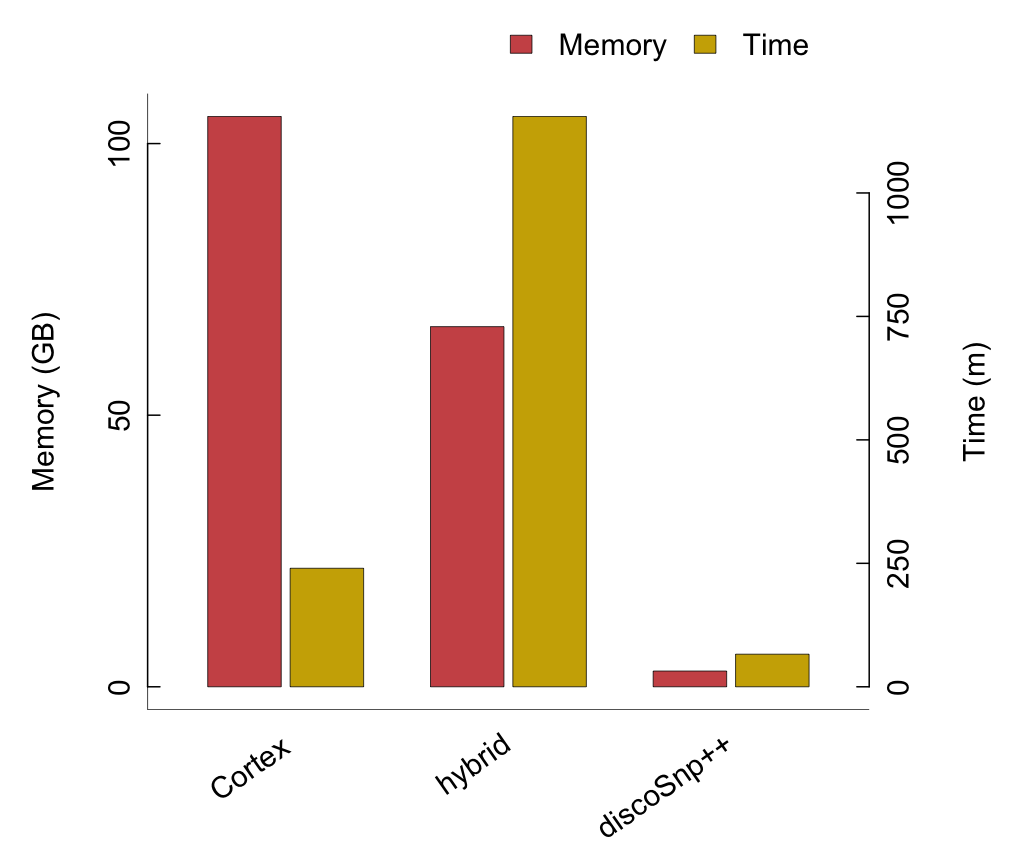 Memory Time
Memory (GB)
100
50
0
1000
750
500
250
0
Time (m)
Cortex
hybrid
discoSnp++